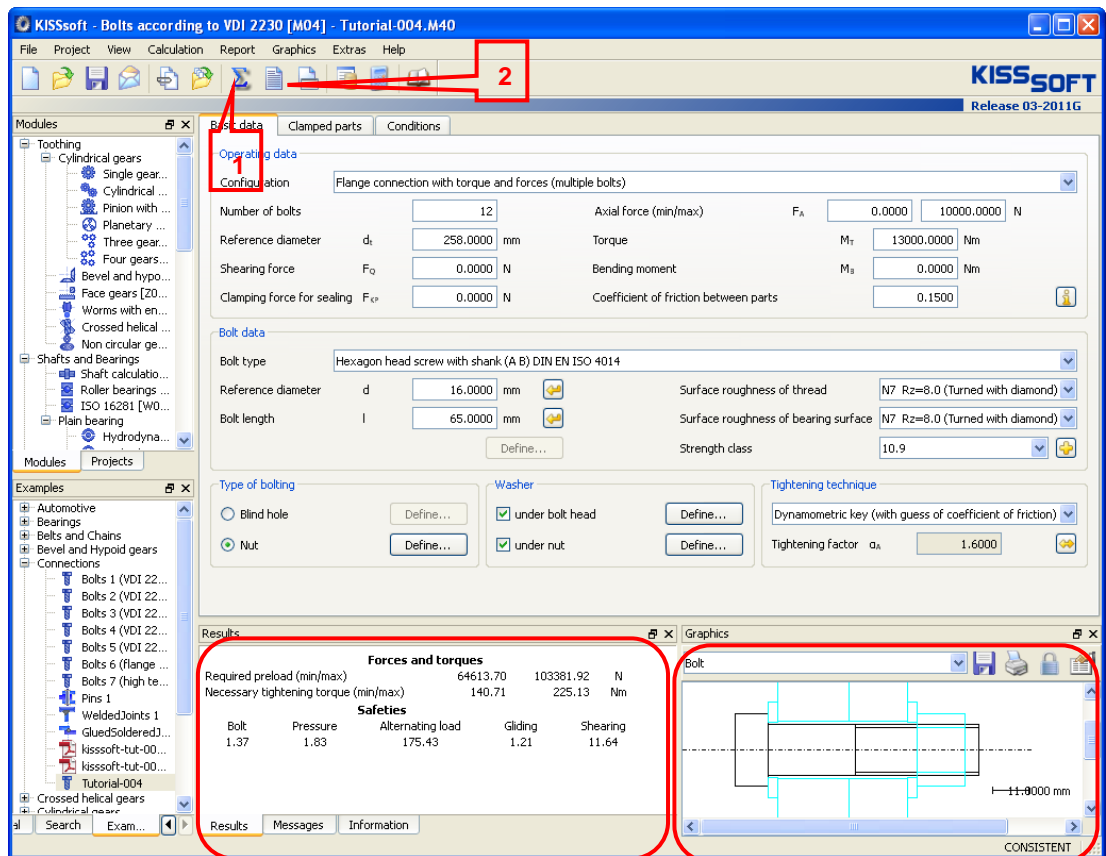 KISSsoft - Bolts according to VDI 2230 [M04] - Tutorial-004.M40
File Project View Calculation Report Graphics Extras Help
2
KISSSOFT
Release 03-2011G
Modules
Toothing
Cylindrical gears
Single gear...
Cylindrical ...
Pinion with ...
Planetary ...
Three gear...
Four gears...
Bevel and hypo...
Face gears [Z0...
Worms with en...
Crossed helical ...
Non circular ge...
Shafts and Bearings
Shaft calculatio...
Roller bearings ...
ISO 16281 [W0...
Plain bearing
Hydrodyna...
Modules Projects
Examples
Automotive
Bearings
Belts and Chains
Bevel and Hypoid gears
Connections
Bolts 1 (VDI 22...
Bolts 2 (VDI 22...
Bolts 3 (VDI 22...
Bolts 4 (VDI 22...
Bolts 5 (VDI 22...
Bolts 6 (flange ...
Bolts 7 (high te...
Pins 1
WeldedJoints 1
GluedSolderedJ...
kisssoft-tut-00...
kisssoft-tut-00...
Tutorial-004
Crossed helical gears
Cylindrical gears
al Search Exam...
Basic data Clamped parts Conditions
1
Operating data
Configuration Flange connection with torque and forces (multiple bolts)
Number of bolts 12 Axial force (min/max) FA 0.0000 10000.0000 N
Reference diameter dt 258.0000 mm Torque MT 13000.0000 Nm
Shearing force FQ 0.0000 N Bending moment MB 0.0000 Nm
Clamping force for sealing FKP 0.0000 N Coefficient of friction between parts 0.1500
Bolt data
Bolt type Hexagon head screw with shank (A B) DIN EN ISO 4014
Reference diameter d 16.0000 mm Surface roughness of thread N7 Rz=8.0 (Turned with diamond)
Bolt length l 65.0000 mm Surface roughness of bearing surface N7 Rz=8.0 (Turned with diamond)
Define... Strength class 10.9
Type of bolting Washer Tightening technique
Blind hole Define... under bolt head Define... Dynamometric key (with guess of coefficient of friction)
Nut Define... under nut Define... Tightening factor αA 1.6000
Results
Forces and torques
Required preload (min/max) 64613.70 103381.92 N
Necessary tightening torque (min/max) 140.71 225.13 Nm
Safeties
Bolt Pressure Alternating load Gliding Shearing
1.37 1.83 175.43 1.21 11.64
Results Messages Information
Graphics
Bolt
11.0000 mm
CONSISTENT